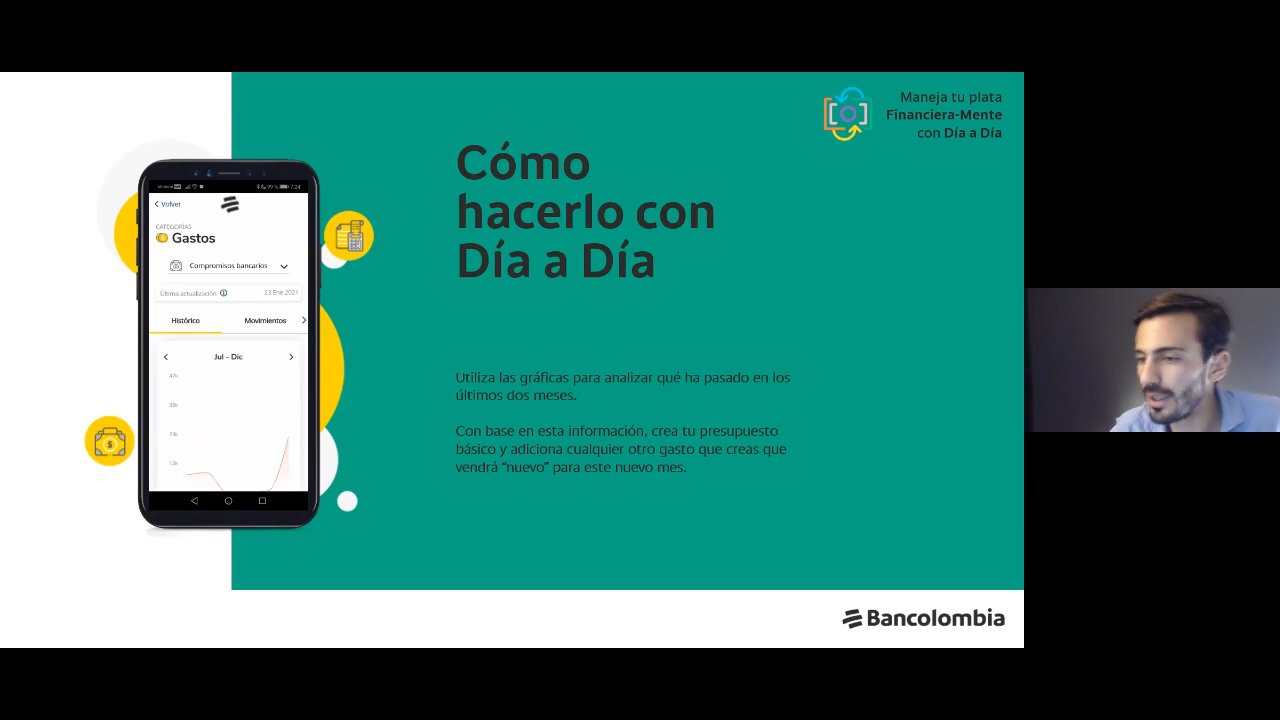 Maneja tu plata
Financiera-Mente
con Día a Día
Cómo
hacerlo con
Día a Día
Utiliza las gráficas para analizar qué ha pasado en los
últimos dos meses.
Con base en esta información, crea tu presupuesto
básico y adiciona cualquier otro gasto que creas que
vendrá “nuevo” para este nuevo mes.
7:24
Volver
CATEGORÍAS
Gastos
Compromisos bancarios
Última actualización
23 Ene 2021
Histórico
Movimientos
Jul - Dic
$
Bancolombia